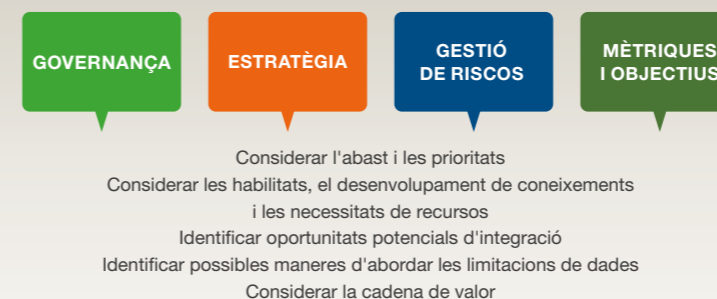 GOVERNANÇA
ESTRATÈGIA
GESTIÓ
DE RISCOS
MÈTRIQUES
I OBJECTIUS
Considerar l'abast i les prioritats
Considerar les habilitats, el desenvolupament de coneixements
i les necessitats de recursos
Identificar oportunitats potencials d'integració
Identificar possibles maneres d'abordar les limitacions de dades
Considerar la cadena de valor